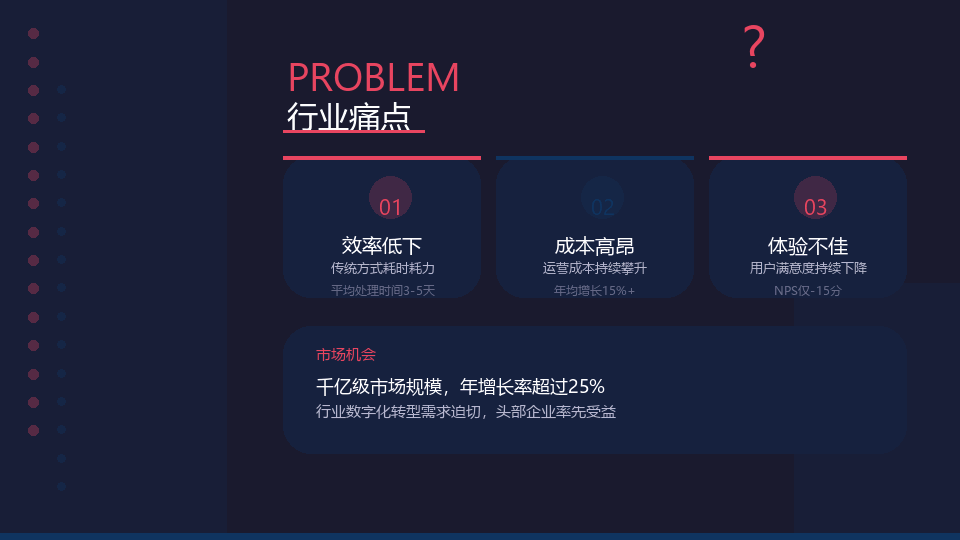 ?
PROBLEM
行业痛点
01
效率低下
传统方式耗时耗力
平均处理时间3-5天
02
成本高昂
运营成本持续攀升
年均增长15%+
03
体验不佳
用户满意度持续下降
NPS仅-15分
市场机会
千亿级市场规模，年增长率超过25%
行业数字化转型需求迫切，头部企业率先受益